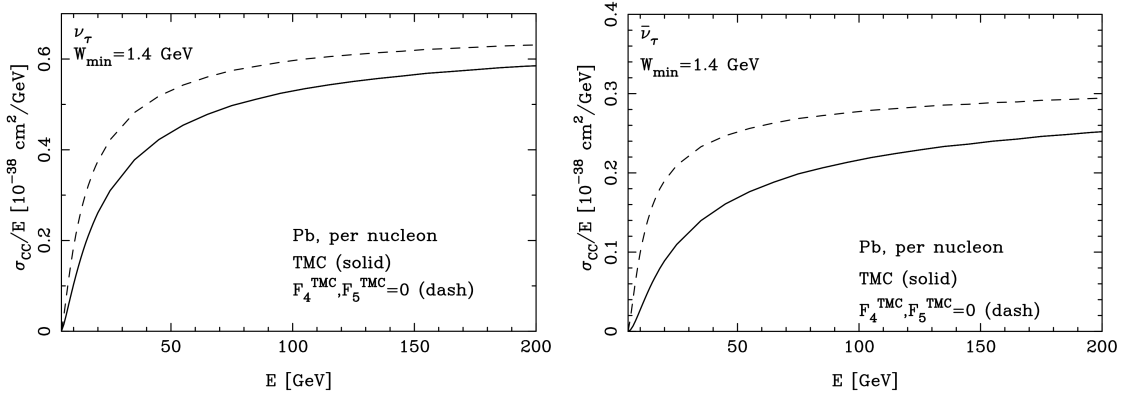 ν_τ
W_min=1.4 GeV
σ_CC/E [10^−38 cm^2/GeV]
0.6
0.4
0.2
0
Pb, per nucleon
TMC (solid)
F_4^TMC,F_5^TMC=0 (dash)
50
100
150
200
E [GeV]
ν̄_τ
W_min=1.4 GeV
σ_CC/E [10^−38 cm^2/GeV]
0.4
0.3
0.2
0.1
0
Pb, per nucleon
TMC (solid)
F_4^TMC,F_5^TMC=0 (dash)
50
100
150
200
E [GeV]